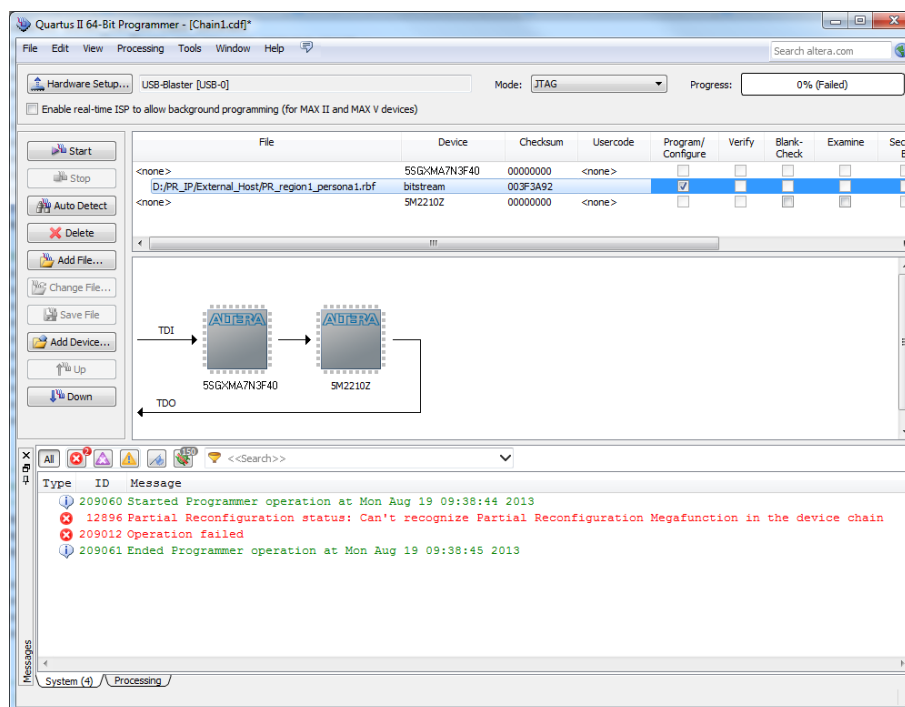 Quartus II 64-Bit Programmer - [Chain1.cdf]*
File Edit View Processing Tools Window Help
Search altera.com
Hardware Setup... USB-Blaster [USB-0] Mode: JTAG Progress: 0% (Failed)
Enable real-time ISP to allow background programming (for MAX II and MAX V devices)
Start
Stop
Auto Detect
Delete
Add File...
Change File...
Save File
Add Device...
Up
Down
File Device Checksum Usercode Program/ Verify Blank- Examine Sec
Configure Check
<none> 5SGXMA7N3F40 00000000 <none>
D:/PR_IP/External_Host/PR_region1_persona1.rbf bitstream 003F3A92
<none> 5M2210Z 00000000 <none>
TDI
ALTERA ALTERA
5SGXMA7N3F40 5M2210Z
TDO
All 2 150 <<Search>>
Type ID Message
209060 Started Programmer operation at Mon Aug 19 09:38:44 2013
12896 Partial Reconfiguration status: Can't recognize Partial Reconfiguration Megafunction in the device chain
209012 Operation failed
209061 Ended Programmer operation at Mon Aug 19 09:38:45 2013
Messages
System (4) Processing